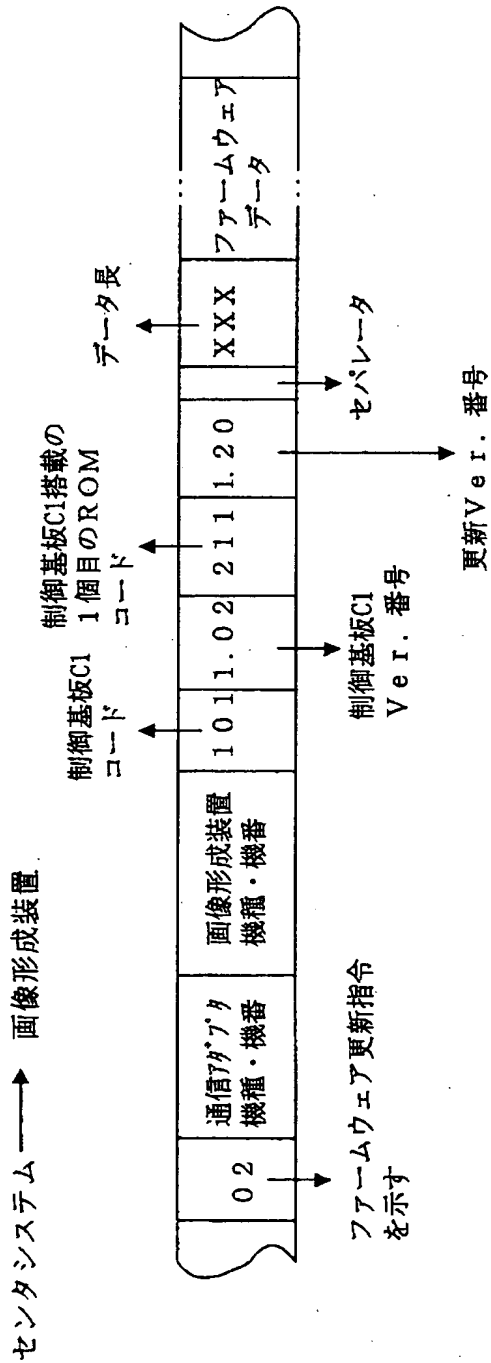 センタシステム → 画像形成装置
制御基板C1
コード
制御基板C1搭載の
1個目のROM
コード
データ長
02
通信アダプタ
機種・機番
画像形成装置
機種・機番
101
1.02
211
1.20
XXX
ファームウェア
データ
ファームウェア更新指令
を示す
制御基板C1
Ver. 番号
更新Ver. 番号
セパレータ